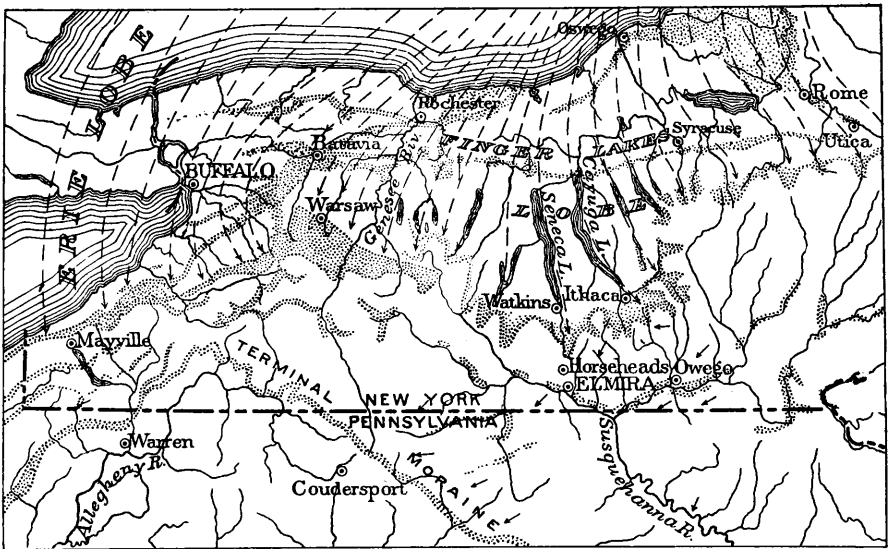 Oswego
ERIE LOBE
Rochester
Rome
Batavia
FINGER LAKES
Syracuse
Utica
BUFFALO
Genesee Riv.
Warsaw
LOBE
Seneca L.
Cayuga L.
Watkins
Ithaca
Mayville
TERMINAL
Horseheads
Owego
ELMIRA
NEW YORK
PENNSYLVANIA
Warren
MORAINE
Susquehanna R.
Allegheny R.
Coudersport